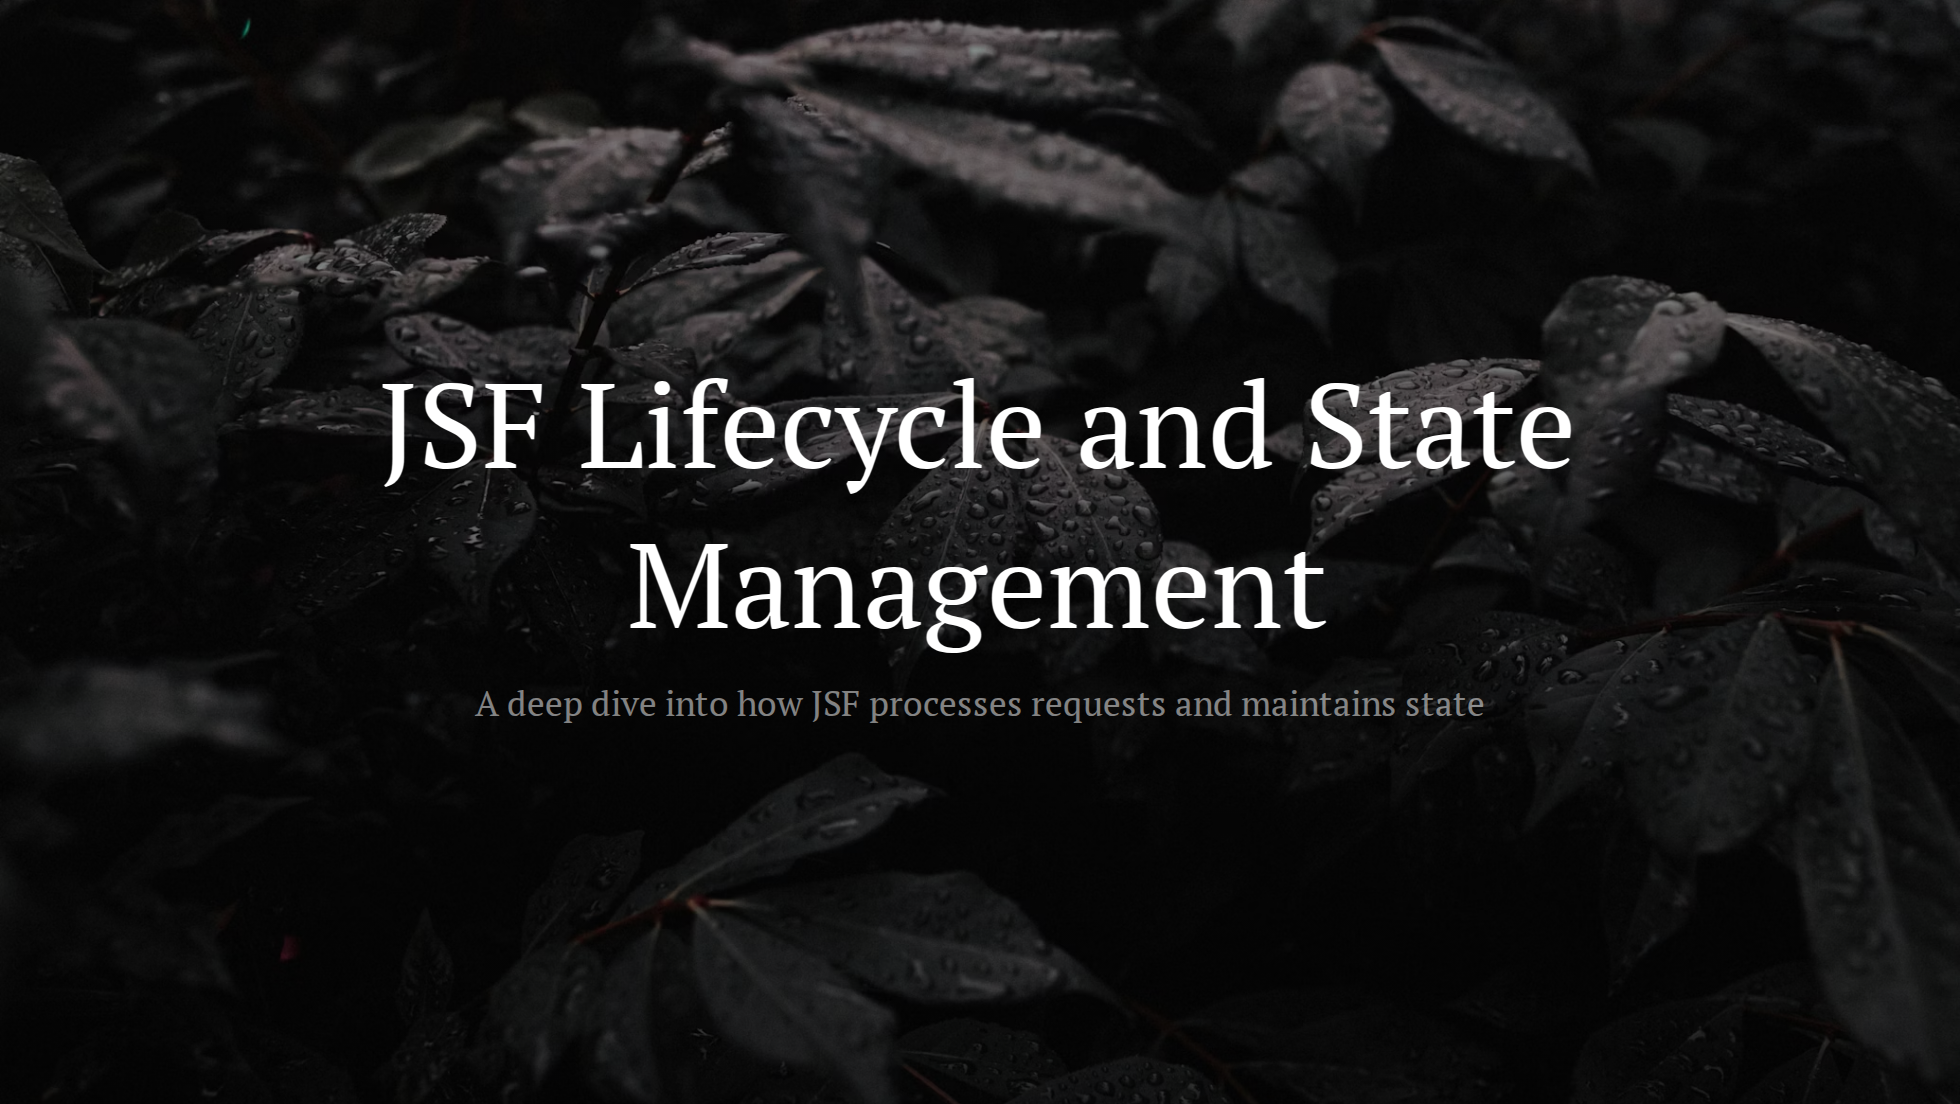 JSF Lifecycle and State
Management
A deep dive into how JSF processes requests and maintains state